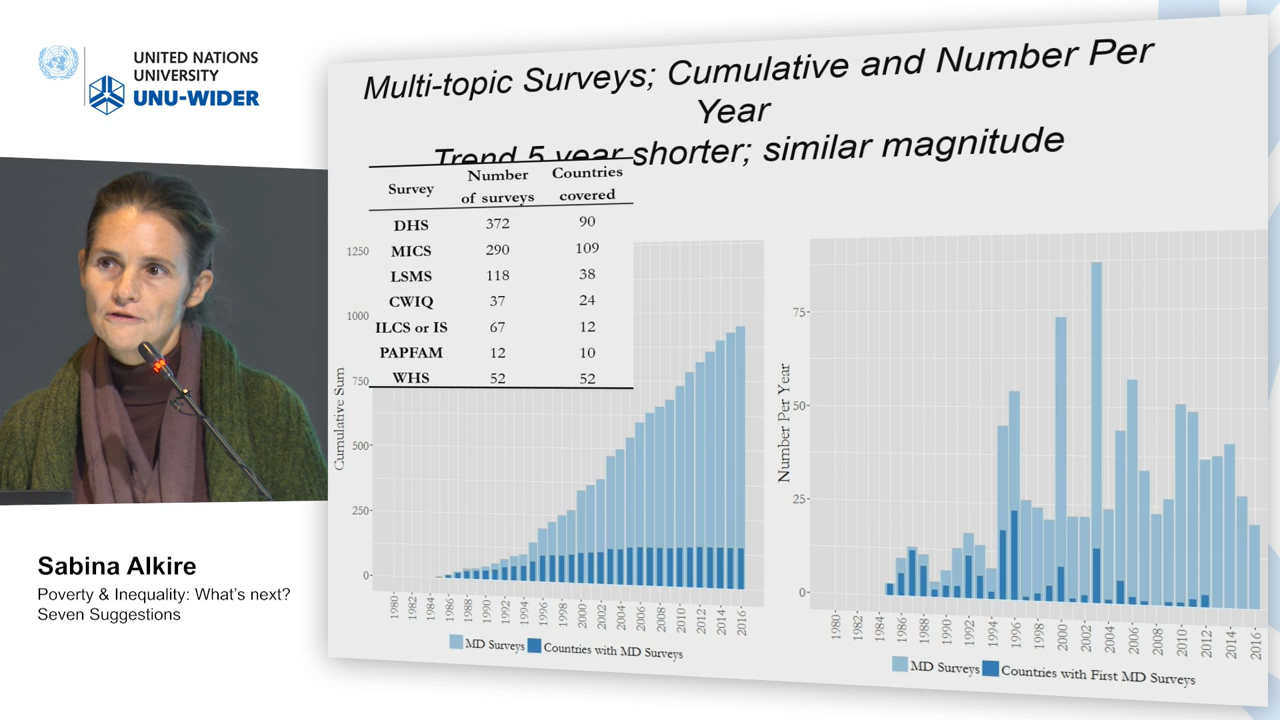 UNITED NATIONS
UNIVERSITY
UNU-WIDER
Multi-topic Surveys; Cumulative and Number Per
Year
Trend 5 year shorter; similar magnitude
Survey Number of surveys Countries covered
DHS 372 90
MICS 290 109
LSMS 118 38
CWIQ 37 24
ILCS or IS 67 12
PAPFAM 12 10
WHS 52 52
Cumulative Sum
1250
1000
750
500
250
0
1980 1982 1984 1986 1988 1990 1992 1994 1996 1998 2000 2002 2004 2006 2008 2010 2012 2014 2016
MD Surveys Countries with MD Surveys
Number Per Year
75
50
25
0
1980 1982 1984 1986 1988 1990 1992 1994 1996 1998 2000 2002 2004 2006 2008 2010 2012 2014 2016
MD Surveys Countries with First MD Surveys
Sabina Alkire
Poverty & Inequality: What's next?
Seven Suggestions